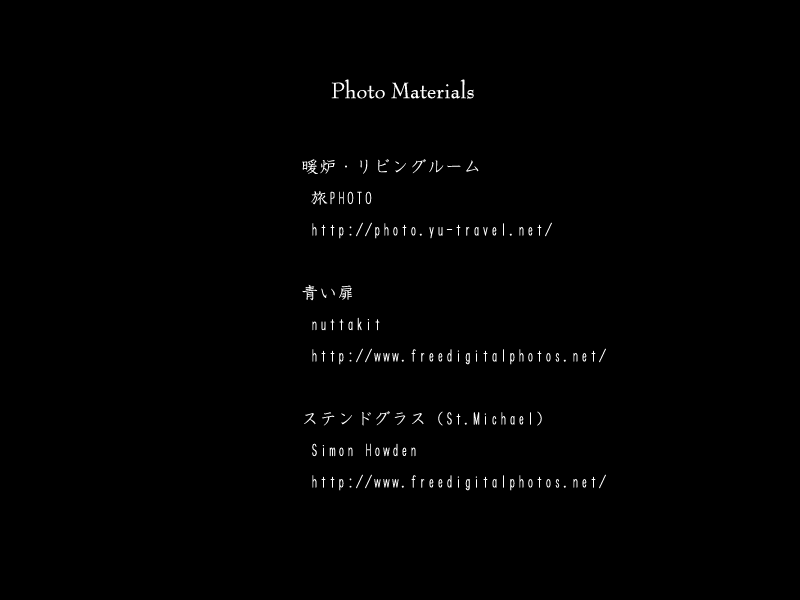 Photo Materials
暖炉・リビングルーム
旅PHOTO
http://photo.yu-travel.net/
青い扉
nuttakit
http://www.freedigitalphotos.net/
ステンドグラス (St.Michael)
Simon Howden
http://www.freedigitalphotos.net/